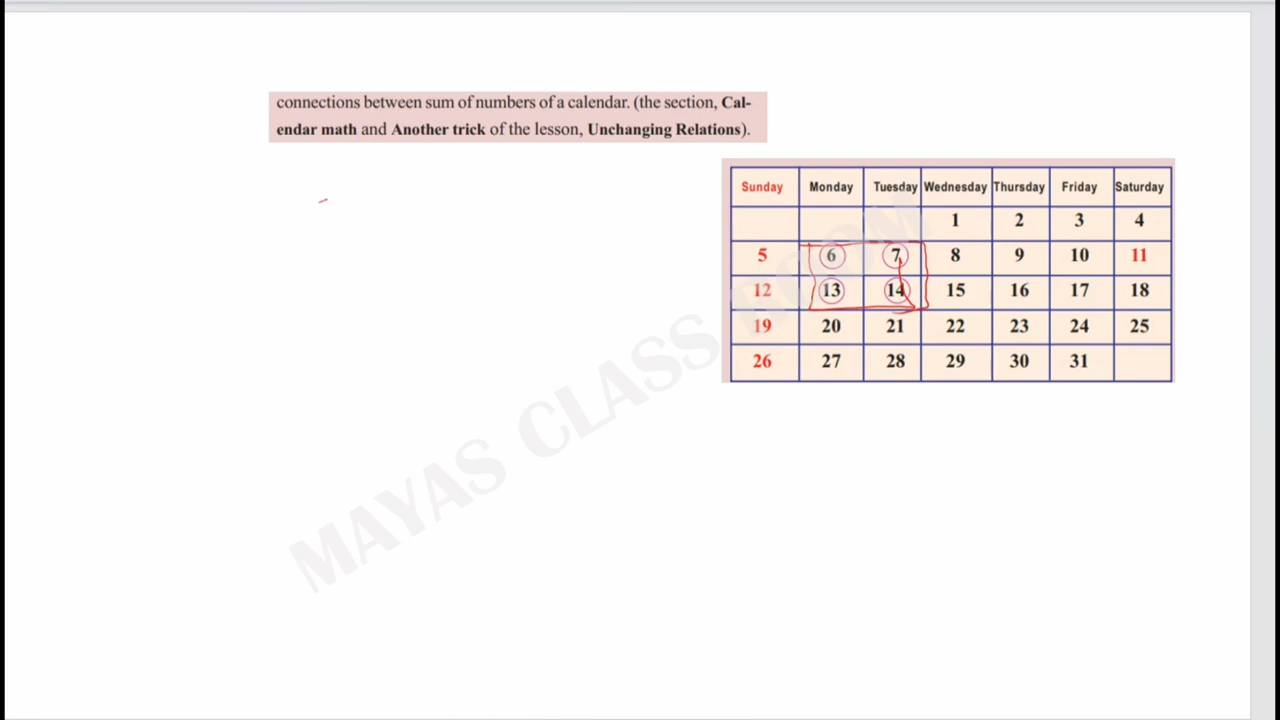 connections between sum of numbers of a calendar. (the section, Cal-
endar math and Another trick of the lesson, Unchanging Relations).
Sunday Monday Tuesday Wednesday Thursday Friday Saturday
1 2 3 4
5 6 7 8 9 10 11
12 13 14 15 16 17 18
19 20 21 22 23 24 25
26 27 28 29 30 31
MAYAS CLASS ROOM